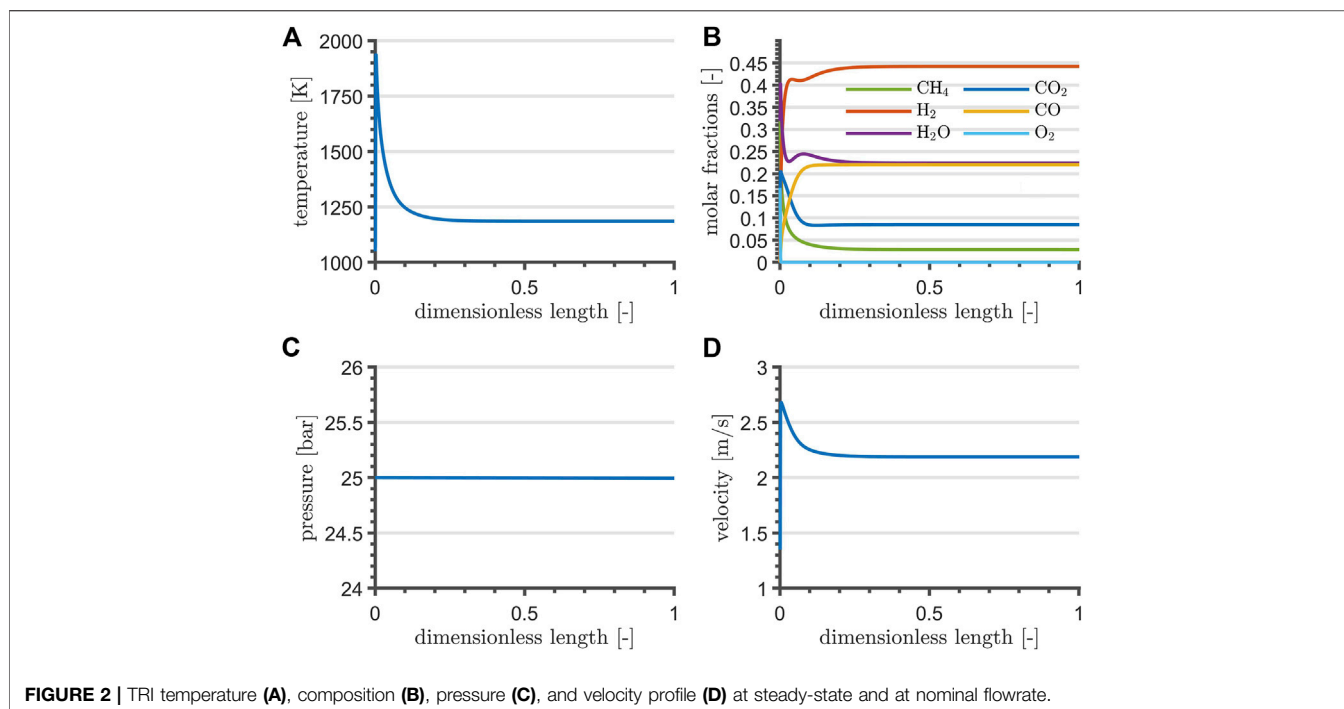 A
2000
1750
1500
1250
1000
temperature [K]
0
0.5
1
dimensionless length [-]
B
0.45
0.4
0.35
0.3
0.25
0.2
0.15
0.1
0.05
0
molar fractions [-]
CH4
H2
H2O
CO2
CO
O2
0
0.5
1
dimensionless length [-]
C
26
25.5
25
24.5
24
pressure [bar]
0
0.5
1
dimensionless length [-]
D
3
2.5
2
1.5
1
velocity [m/s]
0
0.5
1
dimensionless length [-]
FIGURE 2 | TRI temperature (A), composition (B), pressure (C), and velocity profile (D) at steady-state and at nominal flowrate.